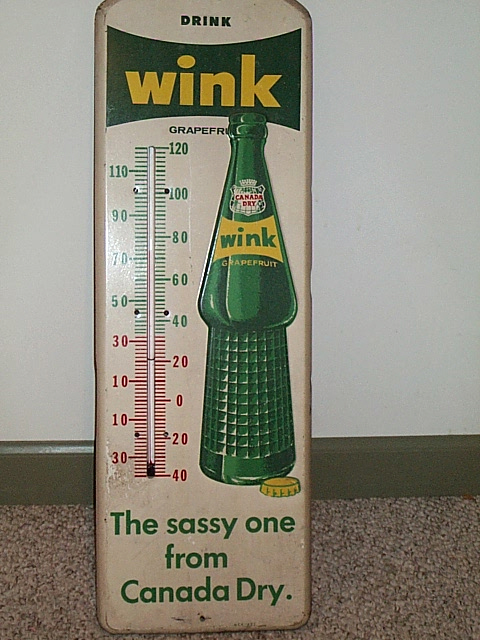 DRINK
wink
GRAPEFRU
120
110
100
90
80
70
60
50
40
30
20
10
0
10
20
30
40
CANADA
DRY
wink
GRAPEFRUIT
The sassy one
from
Canada Dry.